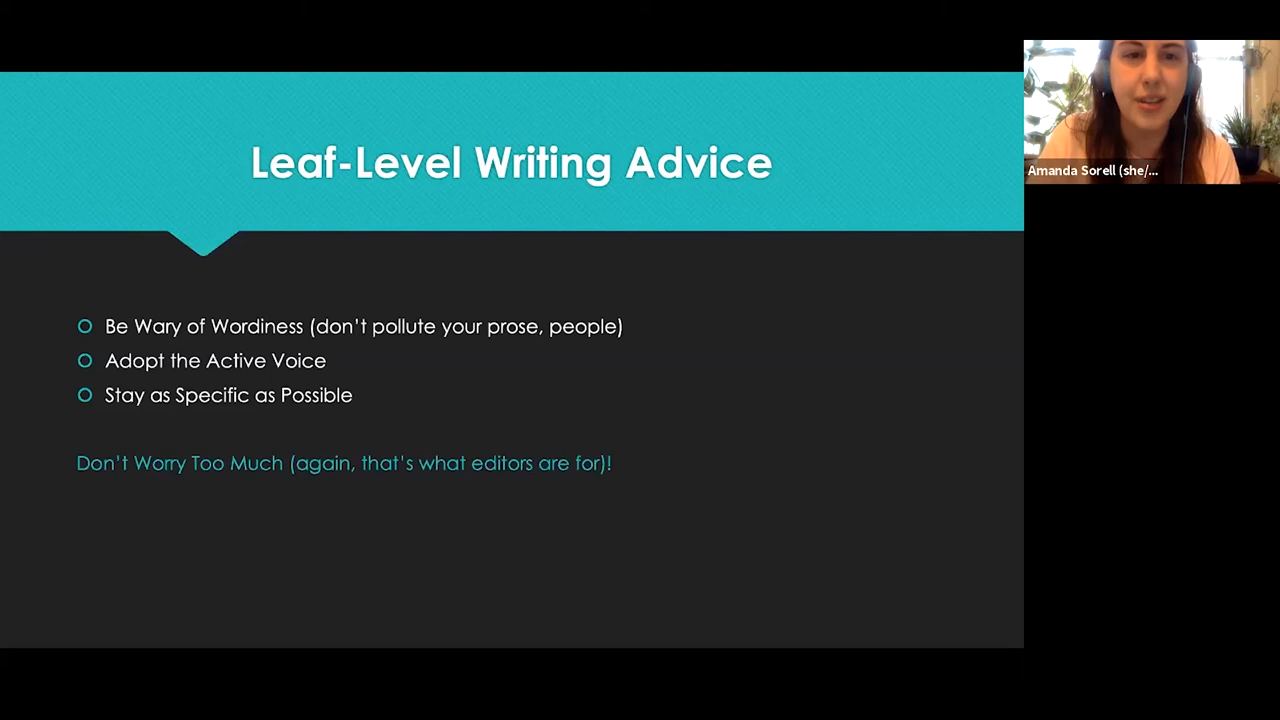 Leaf-Level Writing Advice
Amanda Sorell (she/...
Be Wary of Wordiness (don’t pollute your prose, people)
Adopt the Active Voice
Stay as Specific as Possible
Don’t Worry Too Much (again, that’s what editors are for)!